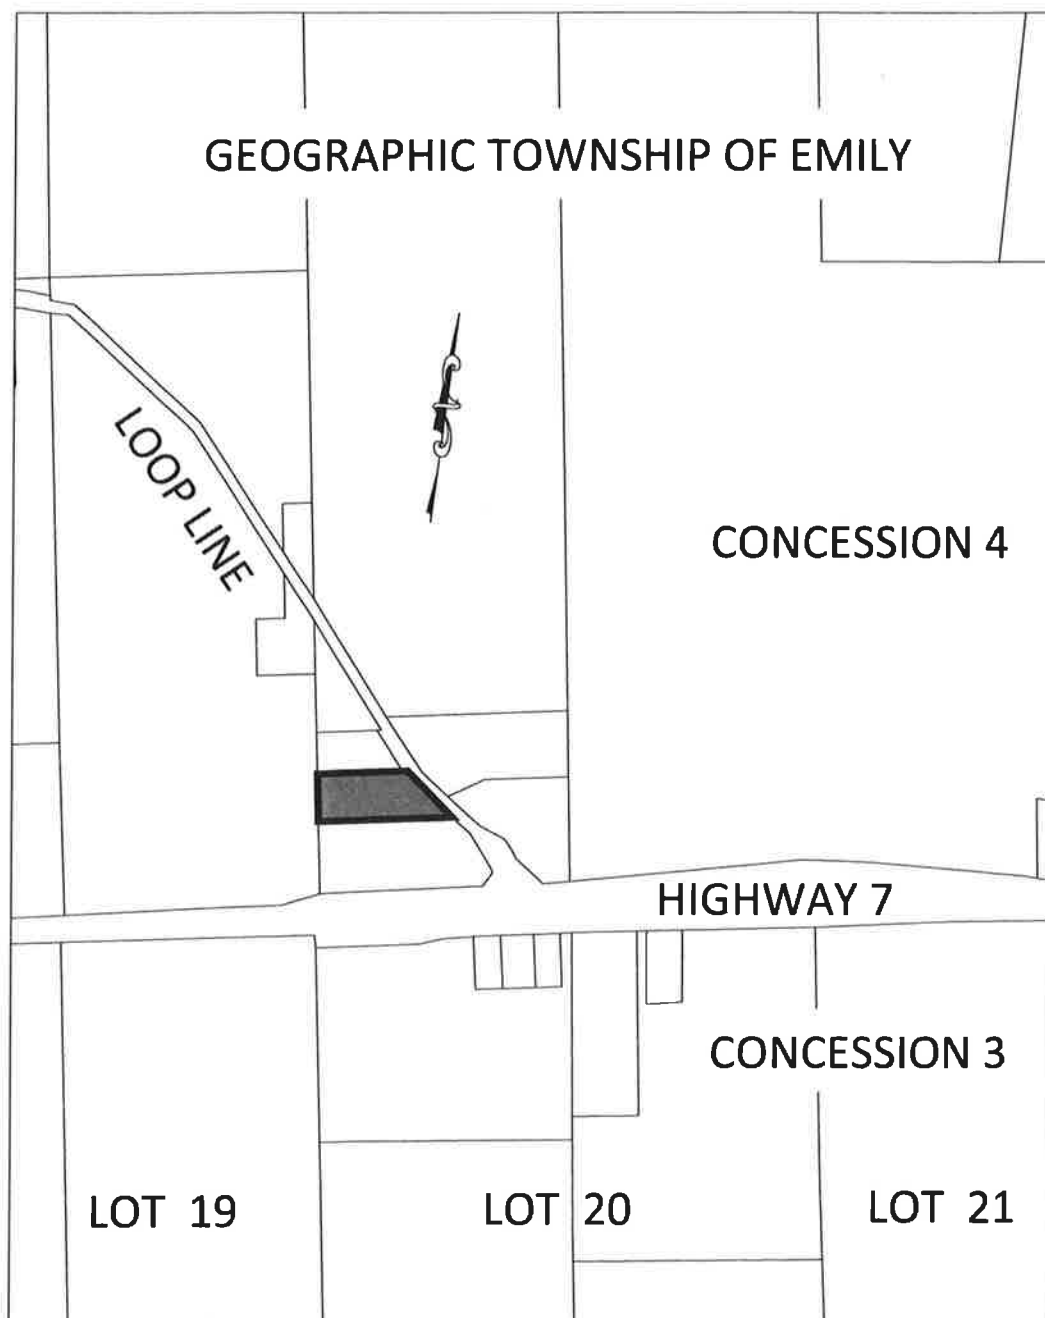 GEOGRAPHIC TOWNSHIP OF EMILY
LOOP LINE
CONCESSION 4
HIGHWAY 7
CONCESSION 3
LOT 19
LOT 20
LOT 21